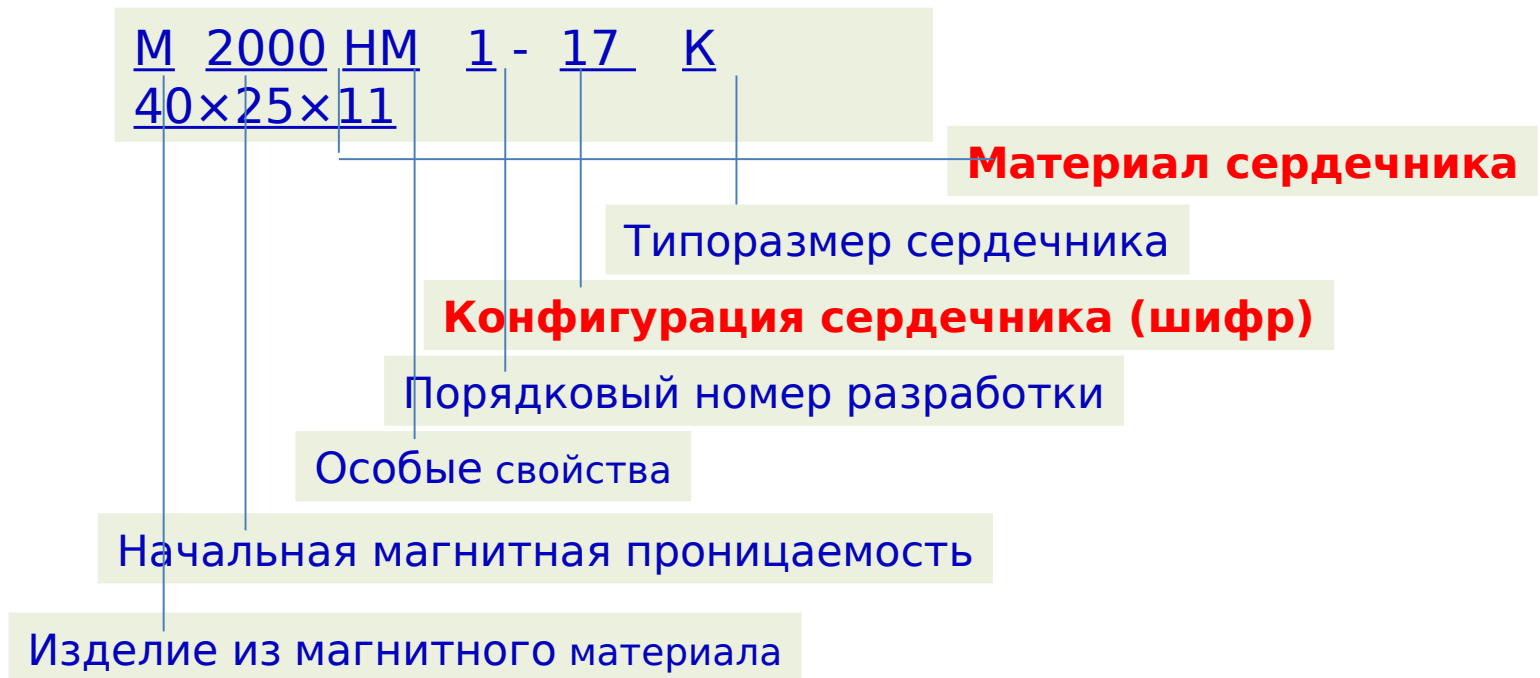 М 2000 НМ 1 - 17 К
40×25×11
Материал сердечника
Типоразмер сердечника
Конфигурация сердечника (шифр)
Порядковый номер разработки
Особые свойства
Начальная магнитная проницаемость
Изделие из магнитного материала